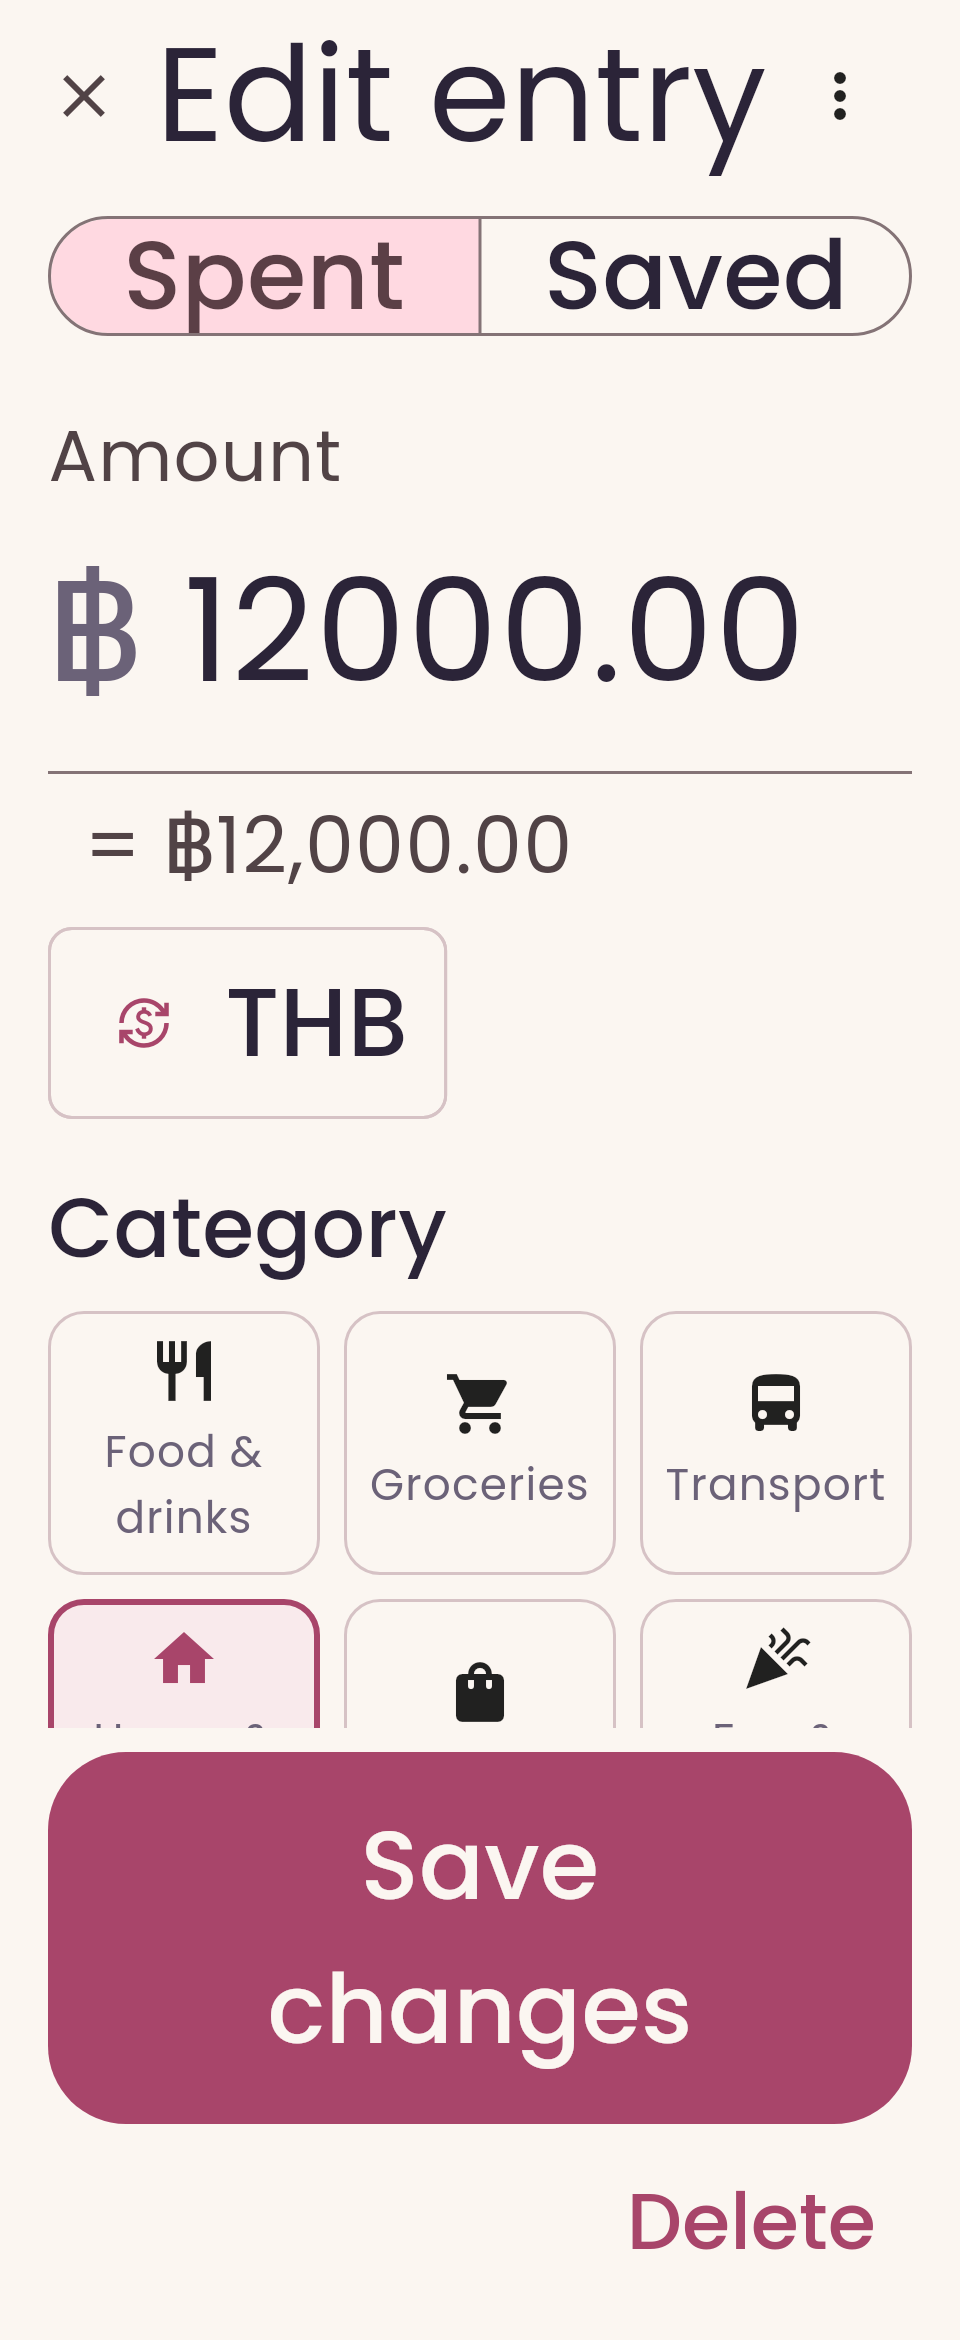 Edit entry
Spent
Saved
Amount
฿ 12000.00
= ฿12,000.00
THB
Category
Food &
drinks
Groceries
Transport
Save
changes
Delete